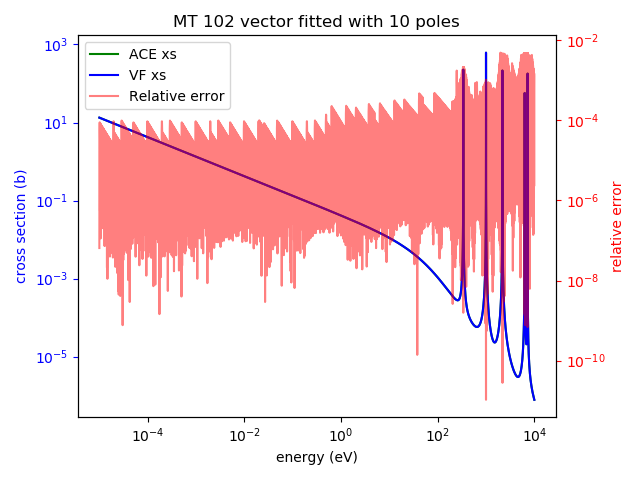 MT 102 vector fitted with 10 poles
ACE xs
VF xs
Relative error
cross section (b)
10^3
10^1
10^-1
10^-3
10^-5
10^-2
10^-4
10^-6
10^-8
10^-10
relative error
10^-4
10^-2
10^0
10^2
10^4
energy (eV)